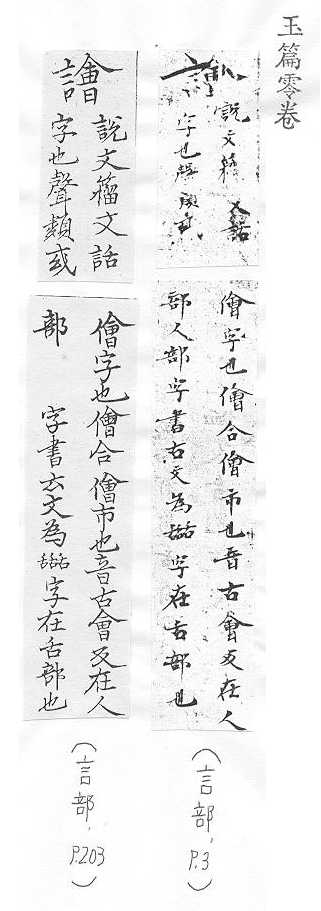 玉篇零卷
說文籀文話
字也聲類或
儈字也儈合儈市也音古會反在人
部人部字書古文為字在舌部也
(言部,P.3)
譮
說文籀文話
字也聲類或
儈字也儈合儈市也音古會反在人
部 字書云文為字在舌部也
(言部,P.203)